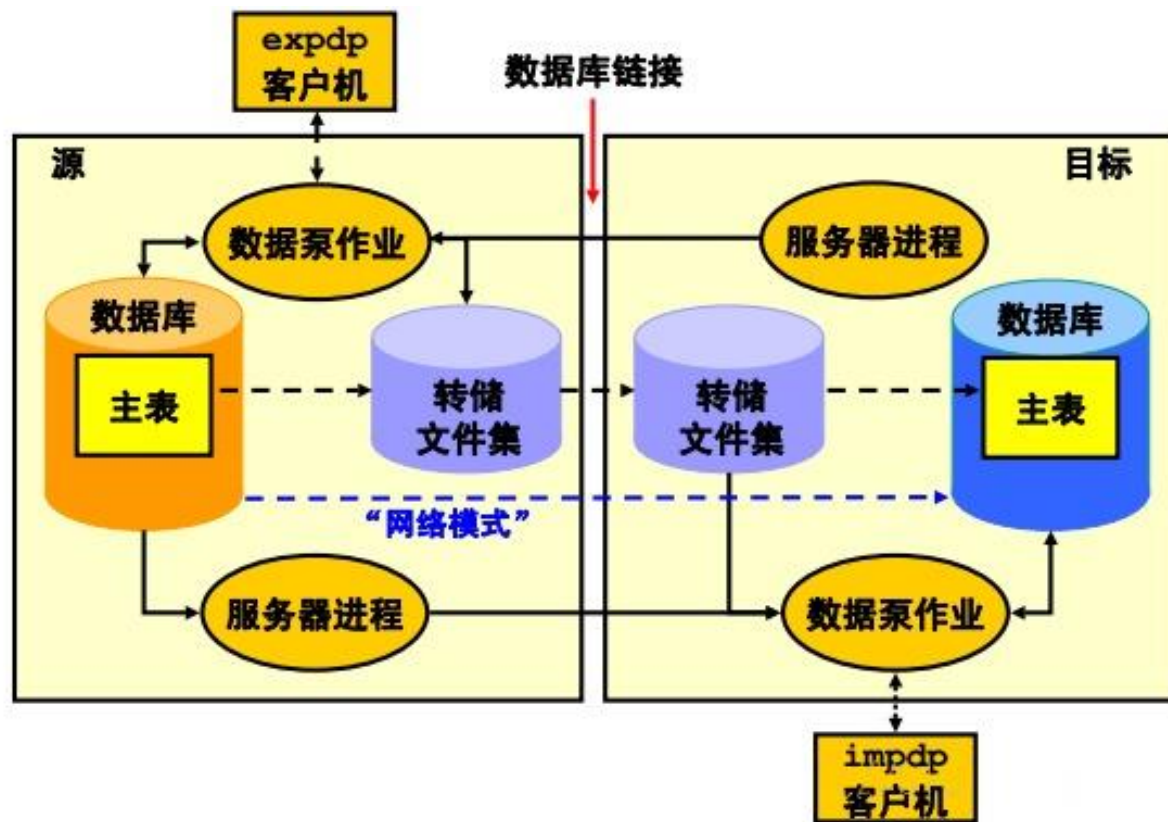 expdp
客户机
数据库链接
源
目标
数据泵作业
服务器进程
数据库
数据库
主表
转储
文件集
转储
文件集
主表
“网络模式”
服务器进程
数据泵作业
impdp
客户机